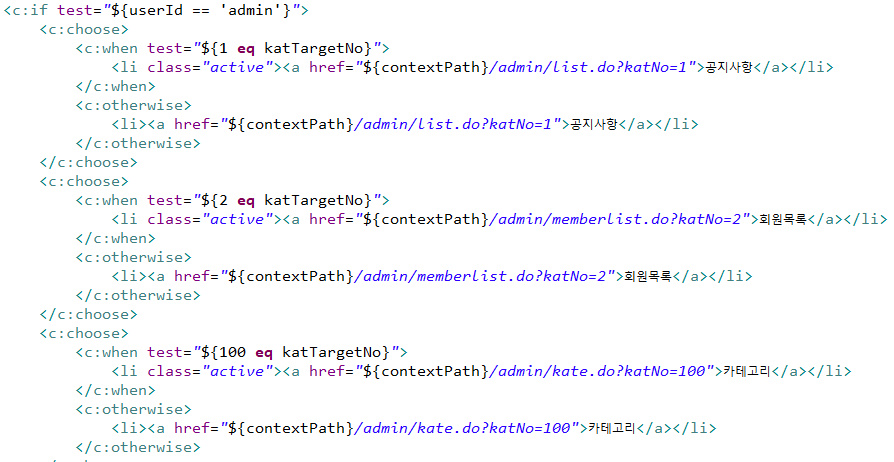 <c:if test="${userId == 'admin'}">
    <c:choose>
        <c:when test="${1 eq katTargetNo}">
            <li class="active"><a href="${contextPath}/admin/list.do?katNo=1">공지사항</a></li>
        </c:when>
        <c:otherwise>
            <li><a href="${contextPath}/admin/list.do?katNo=1">공지사항</a></li>
        </c:otherwise>
    </c:choose>
    <c:choose>
        <c:when test="${2 eq katTargetNo}">
            <li class="active"><a href="${contextPath}/admin/memberlist.do?katNo=2">회원목록</a></li>
        </c:when>
        <c:otherwise>
            <li><a href="${contextPath}/admin/memberlist.do?katNo=2">회원목록</a></li>
        </c:otherwise>
    </c:choose>
    <c:choose>
        <c:when test="${100 eq katTargetNo}">
            <li class="active"><a href="${contextPath}/admin/kate.do?katNo=100">카테고리</a></li>
        </c:when>
        <c:otherwise>
            <li><a href="${contextPath}/admin/kate.do?katNo=100">카테고리</a></li>
        </c:otherwise>